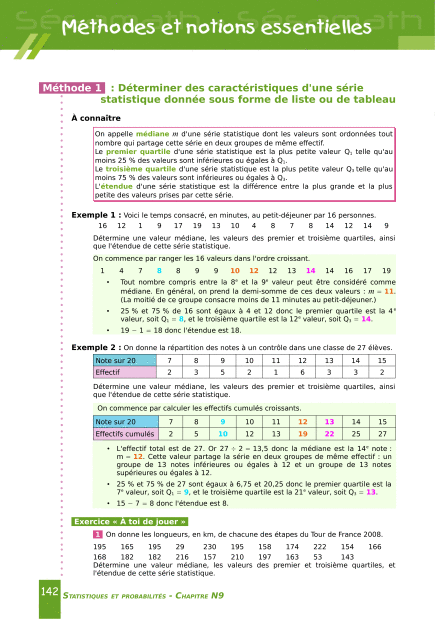 Méthodes et notions essentielles
Méthode 1 : Déterminer des caractéristiques d'une série
statistique donnée sous forme de liste ou de tableau
À connaître
On appelle médiane m d'une série statistique dont les valeurs sont ordonnées tout
nombre qui partage cette série en deux groupes de même effectif.
Le premier quartile d'une série statistique est la plus petite valeur Q₁ telle qu'au
moins 25 % des valeurs sont inférieures ou égales à Q₁.
Le troisième quartile d'une série statistique est la plus petite valeur Q₃ telle qu'au
moins 75 % des valeurs sont inférieures ou égales à Q₃.
L'étendue d'une série statistique est la différence entre la plus grande et la plus
petite des valeurs prises par cette série.
Exemple 1 : Voici le temps consacré, en minutes, au petit-déjeuner par 16 personnes.
16 12 1 9 17 19 13 10 4 8 7 8 14 12 14 9
Détermine une valeur médiane, les valeurs des premier et troisième quartiles, ainsi
que l'étendue de cette série statistique.
On commence par ranger les 16 valeurs dans l'ordre croissant.
1 4 7 8 8 9 9 10 12 12 13 14 14 16 17 19
• Tout nombre compris entre la 8e et la 9e valeur peut être considéré comme
médiane. En général, on prend la demi-somme de ces deux valeurs : m = 11.
(La moitié de ce groupe consacre moins de 11 minutes au petit-déjeuner.)
• 25 % et 75 % de 16 sont égaux à 4 et 12 donc le premier quartile est la 4e
valeur, soit Q₁ = 8, et le troisième quartile est la 12e valeur, soit Q₃ = 14.
• 19 − 1 = 18 donc l'étendue est 18.
Exemple 2 : On donne la répartition des notes à un contrôle dans une classe de 27 élèves.
Note sur 20 7 8 9 10 11 12 13 14 15
Effectif 2 3 5 2 1 6 3 3 2
Détermine une valeur médiane, les valeurs des premier et troisième quartiles, ainsi
que l'étendue de cette série statistique.
On commence par calculer les effectifs cumulés croissants.
Note sur 20 7 8 9 10 11 12 13 14 15
Effectifs cumulés 2 5 10 12 13 19 22 25 27
• L'effectif total est de 27. Or 27 ÷ 2 = 13,5 donc la médiane est la 14e note :
m = 12. Cette valeur partage la série en deux groupes de même effectif : un
groupe de 13 notes inférieures ou égales à 12 et un groupe de 13 notes
supérieures ou égales à 12.
• 25 % et 75 % de 27 sont égaux à 6,75 et 20,25 donc le premier quartile est la
7e valeur, soit Q₁ = 9, et le troisième quartile est la 21e valeur, soit Q₃ = 13.
• 15 − 7 = 8 donc l'étendue est 8.
Exercice « À toi de jouer »
1 On donne les longueurs, en km, de chacune des étapes du Tour de France 2008.
195 165 195 29 230 195 158 174 222 154 166
168 182 182 216 157 210 197 163 53 143
Détermine une valeur médiane, les valeurs des premier et troisième quartiles, et
l'étendue de cette série statistique.
142 Statistiques et probabilités - Chapitre N9